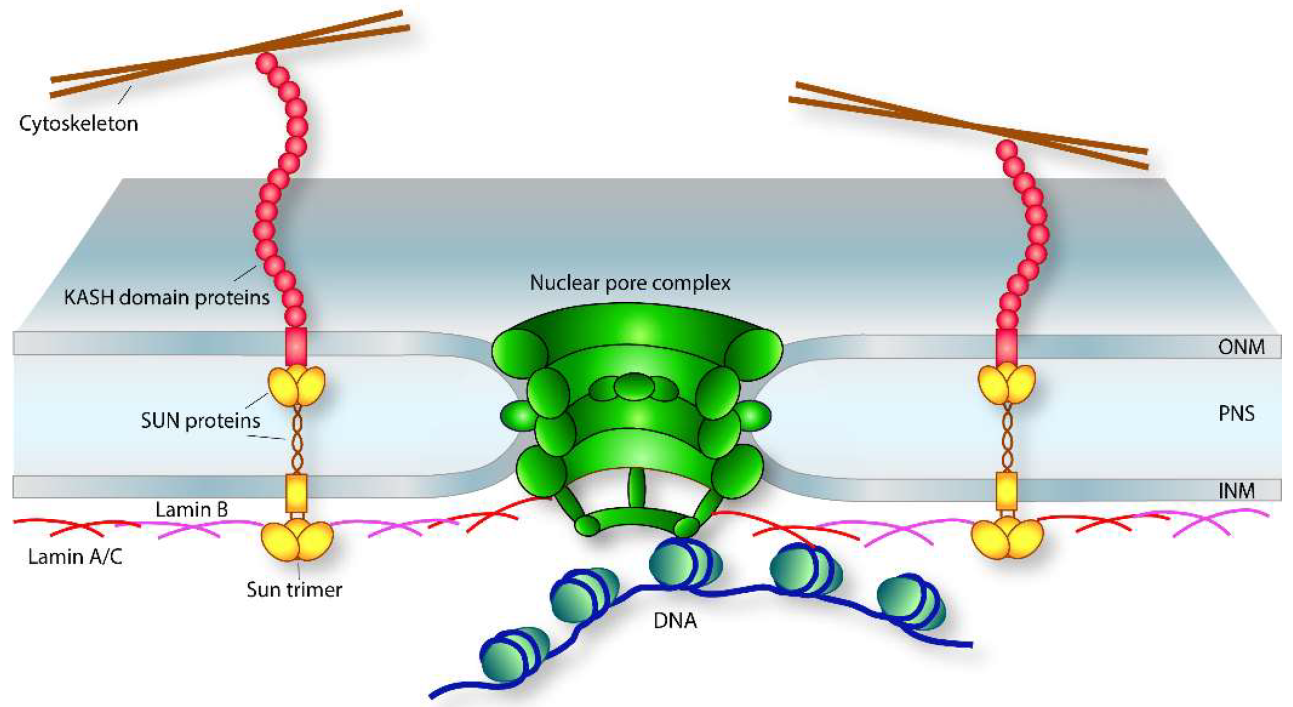 Cytoskeleton
KASH domain proteins
Nuclear pore complex
ONM
SUN proteins
PNS
INM
Lamin B
Lamin A/C
Sun trimer
DNA